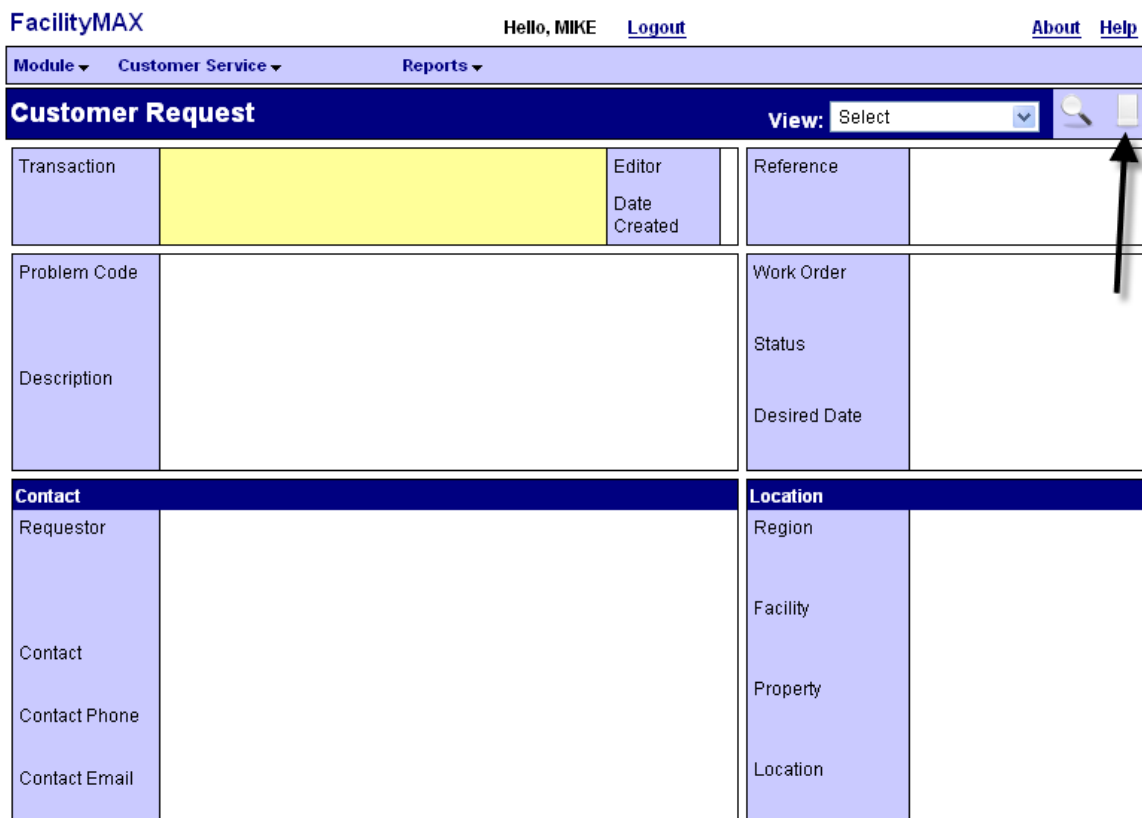 FacilityMAX
Hello, MIKE Logout About Help
Module Customer Service Reports
Customer Request View: Select
Transaction Editor Reference
Date
Created
Problem Code Work Order
Status
Description
Desired Date
Contact Location
Requestor Region
Facility
Contact
Property
Contact Phone
Location
Contact Email